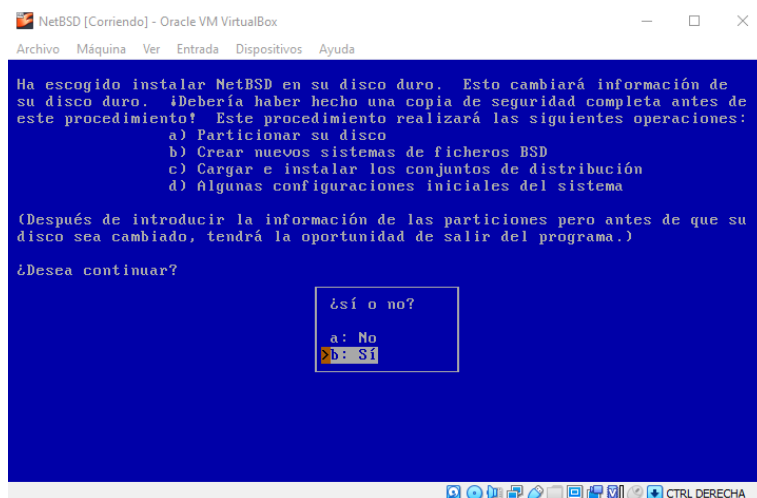 NetBSD [Corriendo] - Oracle VM VirtualBox
Archivo Máquina Ver Entrada Dispositivos Ayuda
Ha escogido instalar NetBSD en su disco duro. Esto cambiará información de
su disco duro. ¡Debería haber hecho una copia de seguridad completa antes de
este procedimiento! Este procedimiento realizará las siguientes operaciones:
a) Particionar su disco
b) Crear nuevos sistemas de ficheros BSD
c) Cargar e instalar los conjuntos de distribución
d) Algunas configuraciones iniciales del sistema
(Después de introducir la información de las particiones pero antes de que su
disco sea cambiado, tendrá la oportunidad de salir del programa.)
¿Desea continuar?
¿sí o no?
a: No
>b: Sí
CTRL DERECHA